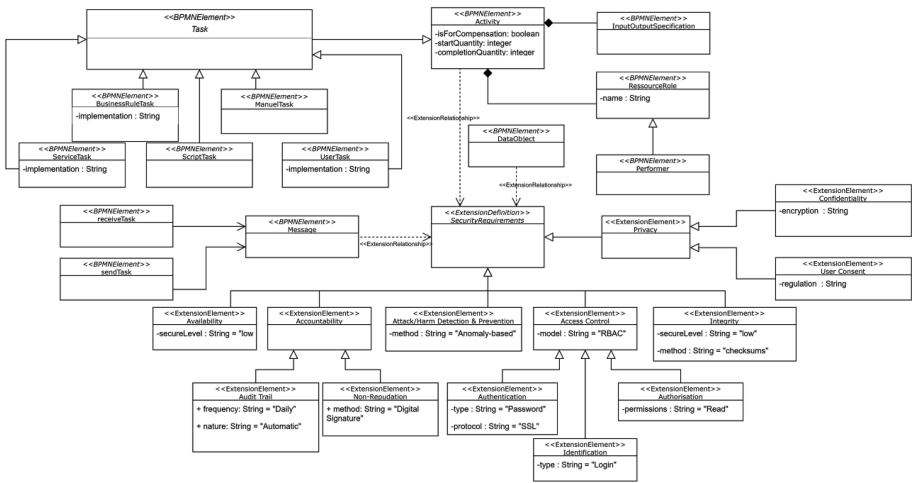 <<BPMNElement>>
Task
<<BPMNElement>>
Activity
-isForCompensation: boolean
-startQuantity: integer
-completionQuantity: integer
<<BPMNElement>>
InputOutputSpecification
<<BPMNElement>>
RessourceRole
-name : String
<<BPMNElement>>
BusinessRuleTask
-implementation : String
<<BPMNElement>>
ManuelTask
<<BPMNElement>>
ServiceTask
-implementation : String
<<BPMNElement>>
ScriptTask
<<BPMNElement>>
UserTask
-implementation : String
<<ExtensionRelationship>>
<<BPMNElement>>
DataObject
<<BPMNElement>>
Performer
<<ExtensionRelationship>>
<<BPMNElement>>
receiveTask
<<BPMNElement>>
Message
<<ExtensionRelationship>>
<<ExtensionDefinition>>
SecurityRequirements
<<ExtensionElement>>
Privacy
<<ExtensionElement>>
Confidentiality
-encryption : String
<<BPMNElement>>
sendTask
<<ExtensionElement>>
User Consent
-regulation : String
<<ExtensionElement>>
Availability
-secureLevel : String = "low
<<ExtensionElement>>
Accountability
<<ExtensionElement>>
Attack/Harm Detection & Prevention
-method : String = "Anomaly-based"
<<ExtensionElement>>
Access Control
-model : String = "RBAC"
<<ExtensionElement>>
Integrity
-secureLevel : String = "low"
-method : String = "checksums"
<<ExtensionElement>>
Audit Trail
+ frequency: String = "Daily"
+ nature: String = "Automatic"
<<ExtensionElement>>
Non-Repudation
+ method: String = "Digital
Signature"
<<ExtensionElement>>
Authentication
-type : String = "Password"
-protocol : String = "SSL"
<<ExtensionElement>>
Authorisation
-permissions : String = "Read"
<<ExtensionElement>>
Identification
-type : String = "Login"